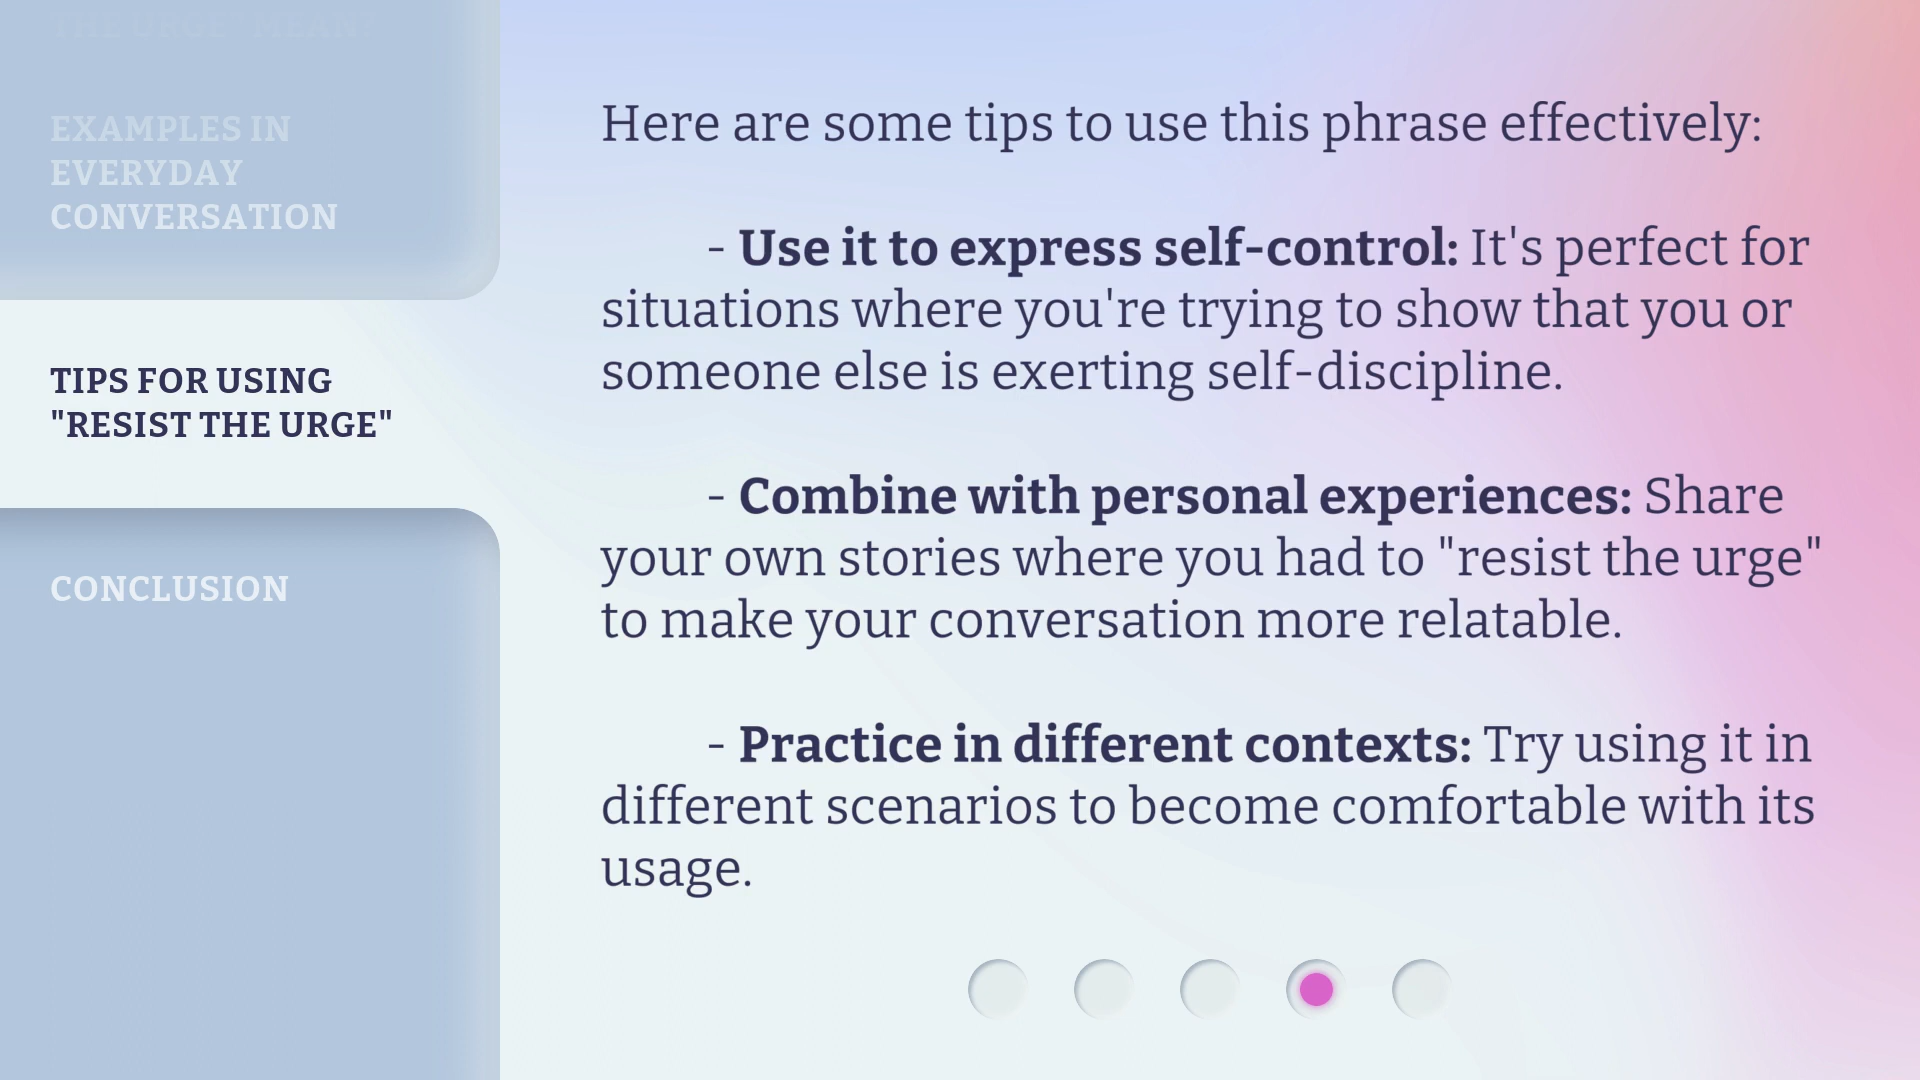 THE URGE" MEAN?
EXAMPLES IN
EVERYDAY
CONVERSATION
TIPS FOR USING
"RESIST THE URGE"
CONCLUSION
Here are some tips to use this phrase effectively:
- Use it to express self-control: It's perfect for
situations where you're trying to show that you or
someone else is exerting self-discipline.
- Combine with personal experiences: Share
your own stories where you had to "resist the urge"
to make your conversation more relatable.
- Practice in different contexts: Try using it in
different scenarios to become comfortable with its
usage.